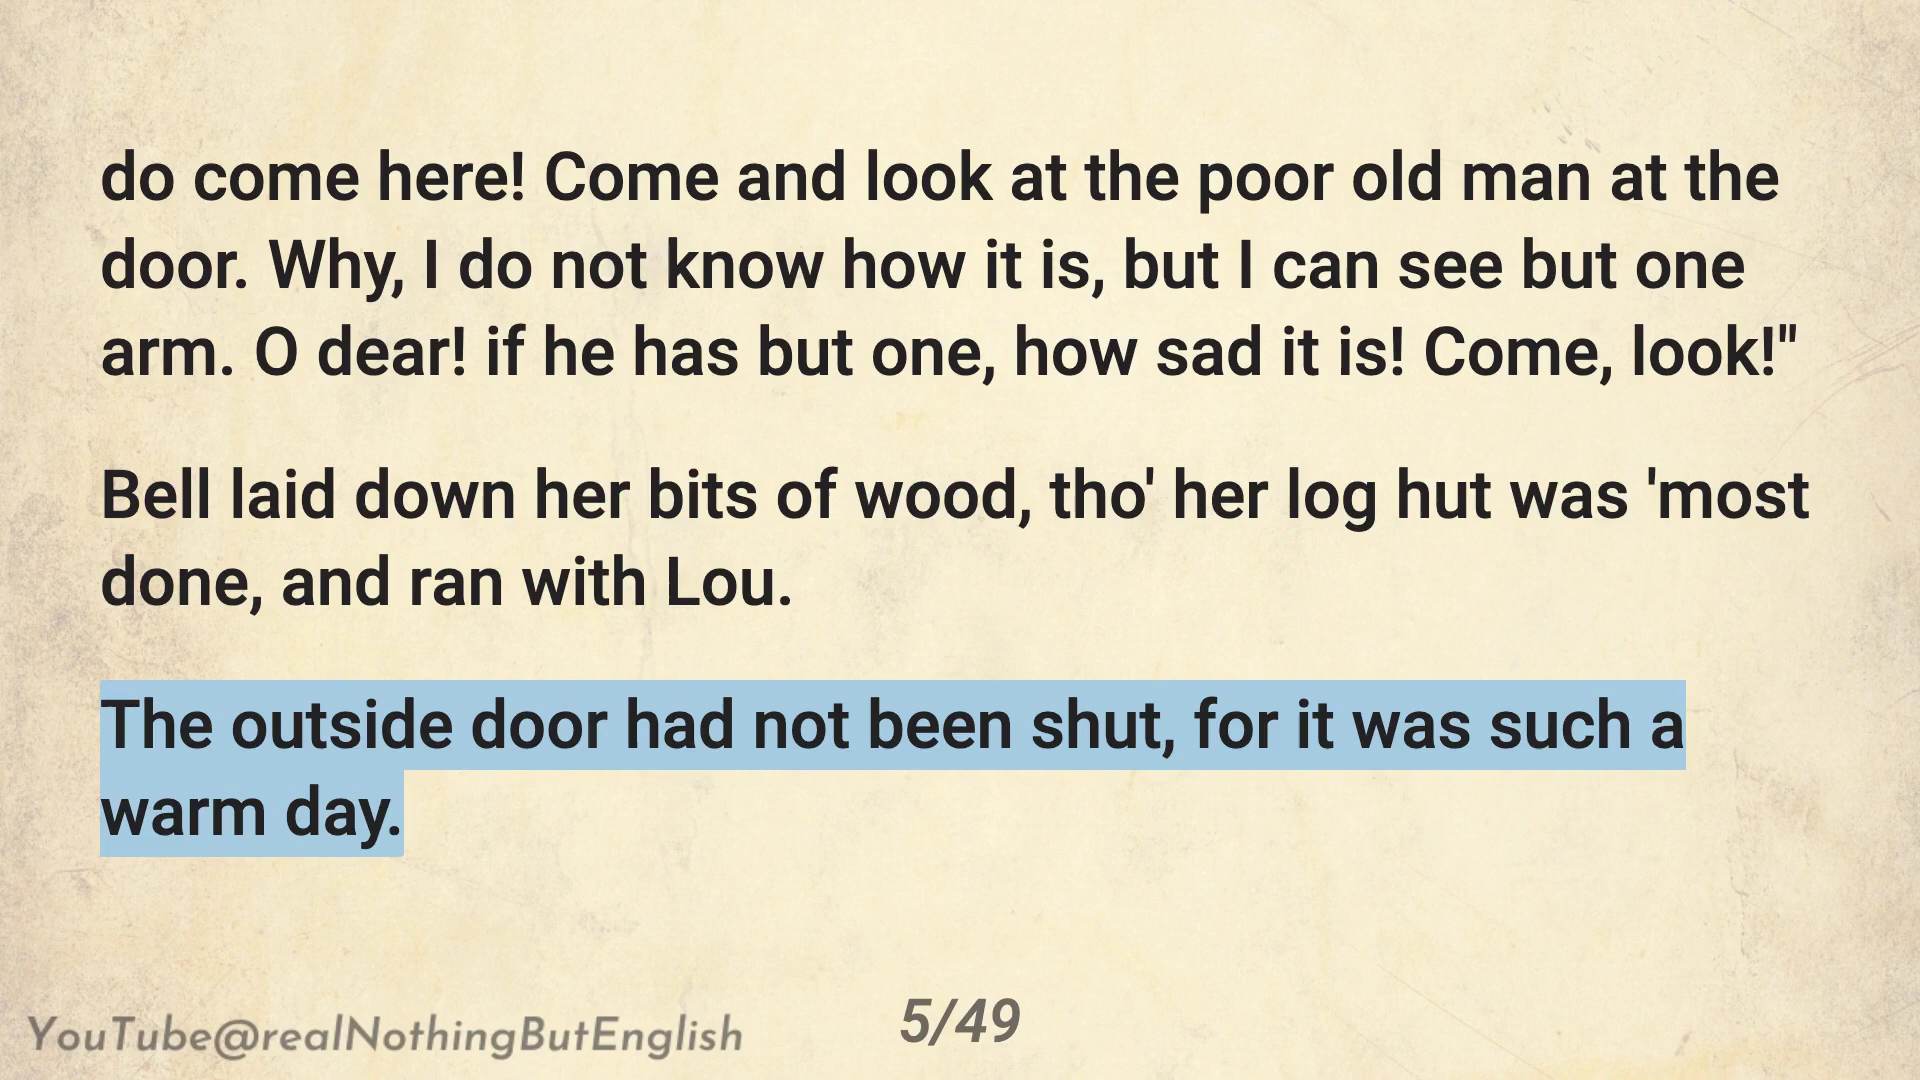 do come here! Come and look at the poor old man at the
door. Why, I do not know how it is, but I can see but one
arm. O dear! if he has but one, how sad it is! Come, look!"
Bell laid down her bits of wood, tho' her log hut was 'most
done, and ran with Lou.
The outside door had not been shut, for it was such a
warm day.
YouTube@realNothingButEnglish
5/49